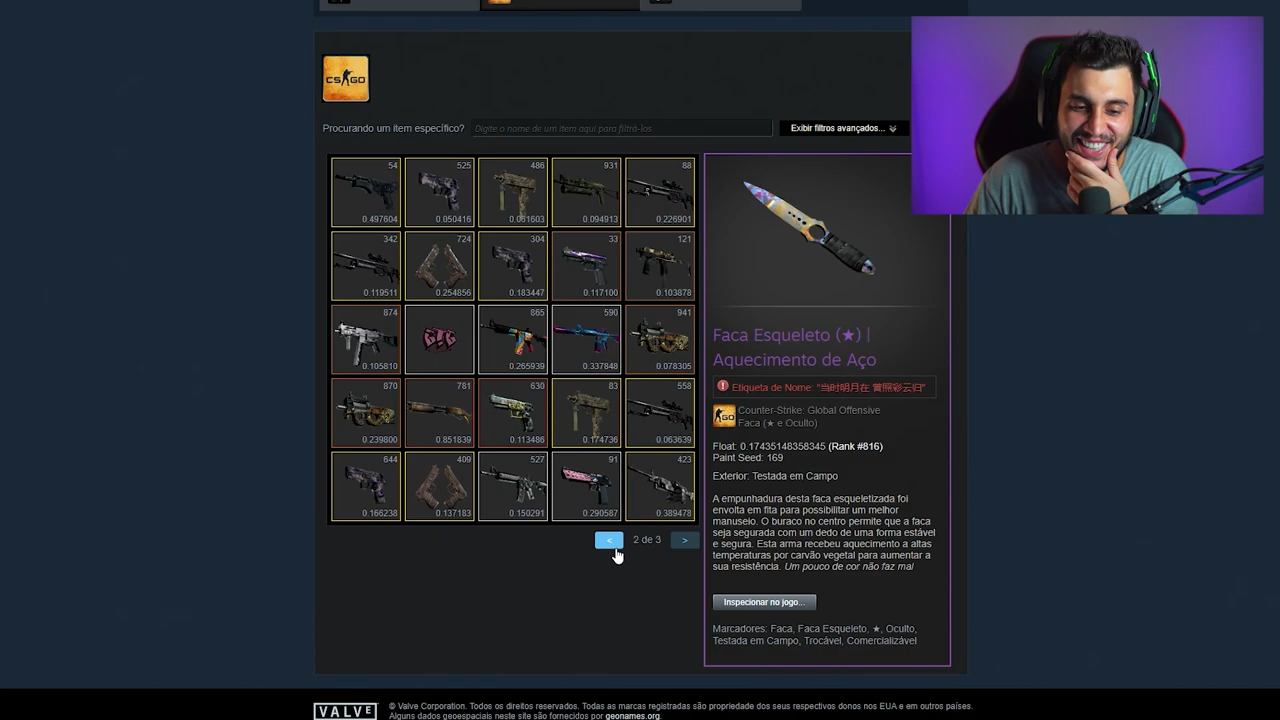 CS GO
Procurando um item específico?
Digite o nome de um item aqui para filtrá-los
Exibir filtros avançados...
54
525
486
931
88
0.497604
0.050416
0.061603
0.094913
0.226901
342
724
304
33
121
0.119511
0.254856
0.183447
0.117100
0.103878
874
865
590
941
0.105810
0.265939
0.337848
0.078305
870
781
630
83
558
0.239800
0.851839
0.113486
0.174736
0.063639
644
409
527
91
423
0.166238
0.137183
0.150291
0.290587
0.389478
<
2 de 3
>
Faca Esqueleto (★) |
Aquecimento de Aço
Etiqueta de Nome: "当时明月在 曾照彩云归"
Counter-Strike: Global Offensive
Faca (★ e Oculto)
Float: 0.17435148358345 (Rank #816)
Paint Seed: 169
Exterior: Testada em Campo
A empunhadura desta faca esqueletizada foi
envolta em fita para possibilitar um melhor
manuseio. O buraco no centro permite que a faca
seja segurada com um dedo de uma forma estável
e segura. Esta arma recebeu aquecimento a altas
temperaturas por carvão vegetal para aumentar a
sua resistência. Um pouco de cor não faz mal
Inspecionar no jogo...
Marcadores: Faca, Faca Esqueleto, ★, Oculto,
Testada em Campo, Trocável, Comercializável
VALVE
© Valve Corporation. Todos os direitos reservados. Todas as marcas registradas são propriedade dos seus respectivos donos nos EUA e em outros países.
Alguns dados geoespaciais neste site são fornecidos por geonames.org.